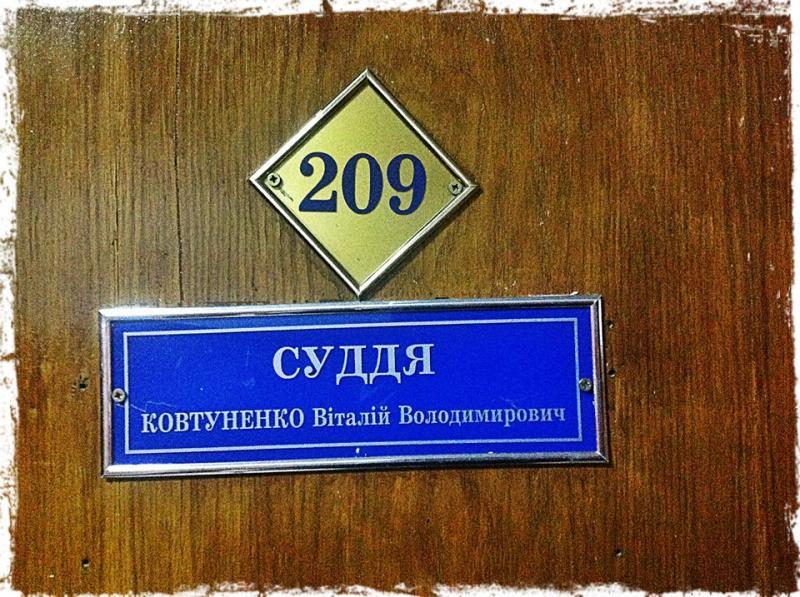 209
СУДДЯ
КОВТУНЕНКО Віталій Володимирович